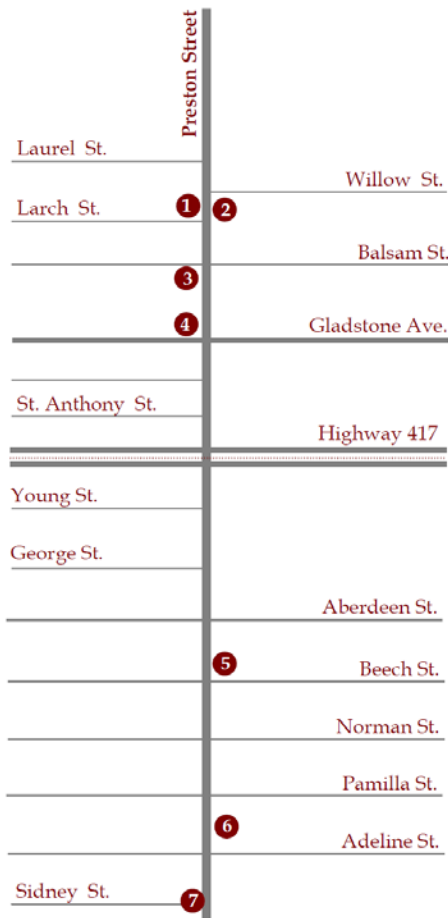 Preston Street
Laurel St.
Willow St.
1
2
Larch St.
Balsam St.
3
4
Gladstone Ave.
St. Anthony St.
Highway 417
Young St.
George St.
Aberdeen St.
5
Beech St.
Norman St.
Pamilla St.
6
Adeline St.
Sidney St.
7